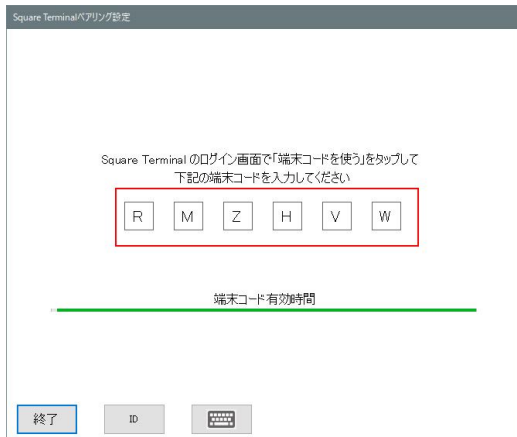 Square Terminalペアリング設定
Square Terminal のログイン画面で「端末コードを使う」をタップして
下記の端末コードを入力してください
R M Z H V W
端末コード有効時間
終了 ID